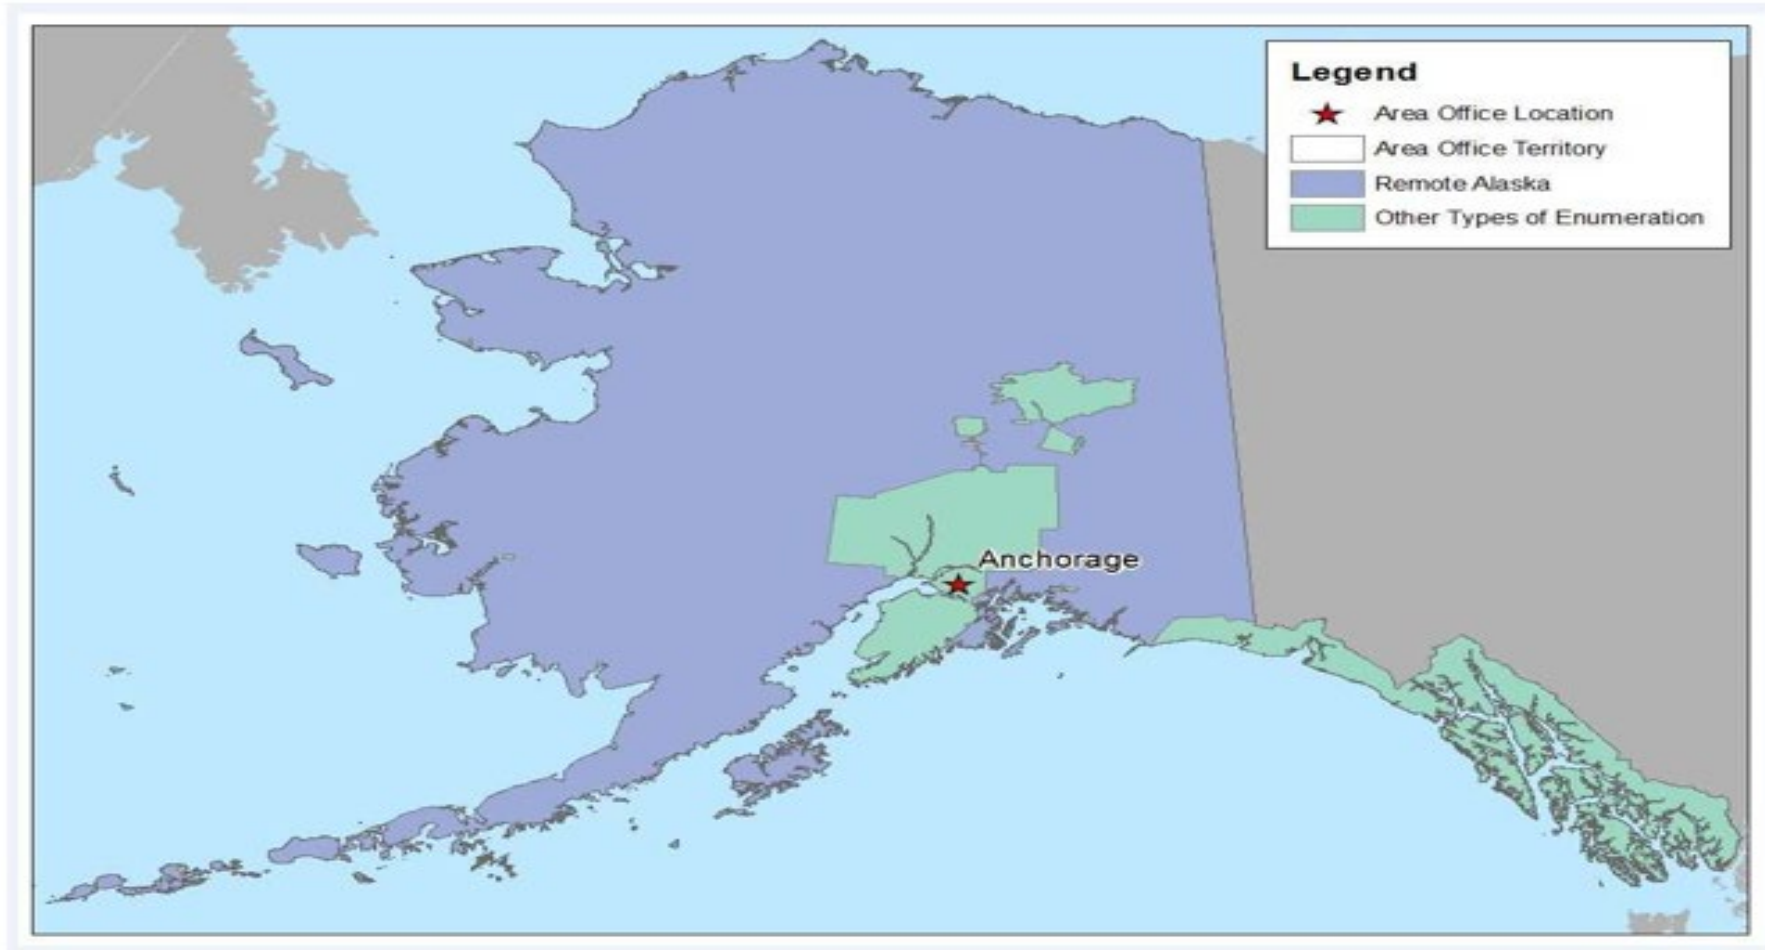 Legend
Area Office Location
Area Office Territory
Remote Alaska
Other Types of Enumeration
Anchorage